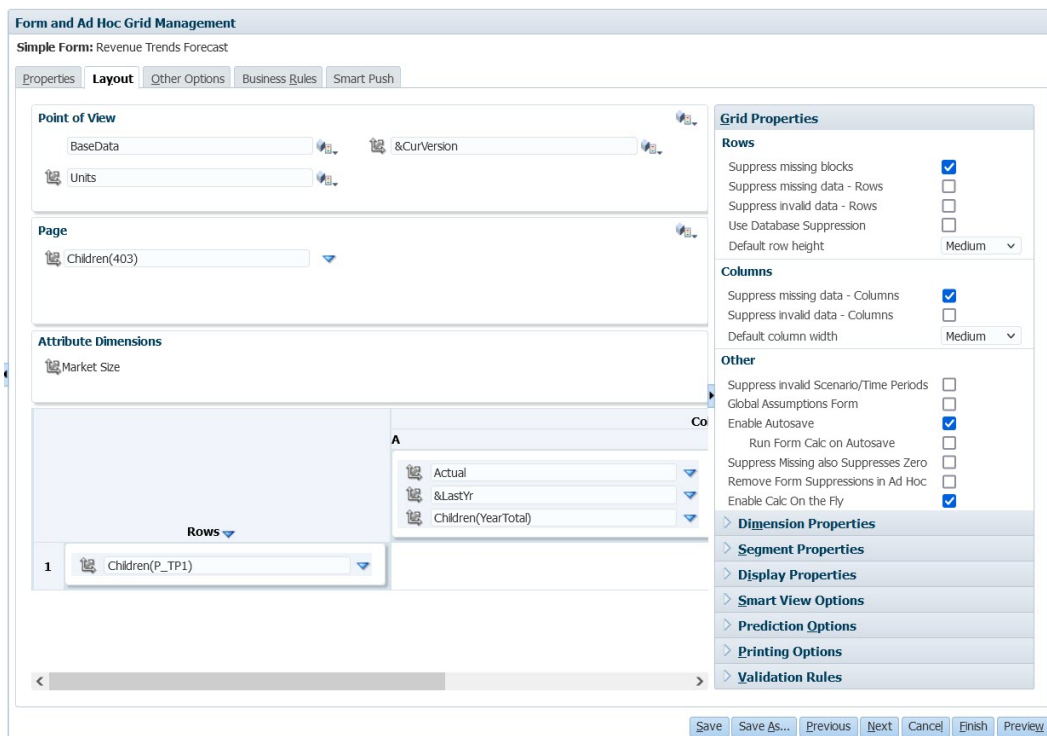 Form and Ad Hoc Grid Management
Simple Form: Revenue Trends Forecast
Properties Layout Other Options Business Rules Smart Push
Point of View
BaseData &CurVersion
Units
Page
Children(403)
Attribute Dimensions
Market Size
Co
A
Actual
&LastYr
Children(YearTotal)
Rows
1 Children(P_TP1)
Grid Properties
Rows
Suppress missing blocks
Suppress missing data - Rows
Suppress invalid data - Rows
Use Database Suppression
Default row height Medium
Columns
Suppress missing data - Columns
Suppress invalid data - Columns
Default column width Medium
Other
Suppress invalid Scenario/Time Periods
Global Assumptions Form
Enable Autosave
Run Form Calc on Autosave
Suppress Missing also Suppresses Zero
Remove Form Suppressions in Ad Hoc
Enable Calc On the Fly
Dimension Properties
Segment Properties
Display Properties
Smart View Options
Prediction Options
Printing Options
Validation Rules
Save Save As... Previous Next Cancel Finish Preview